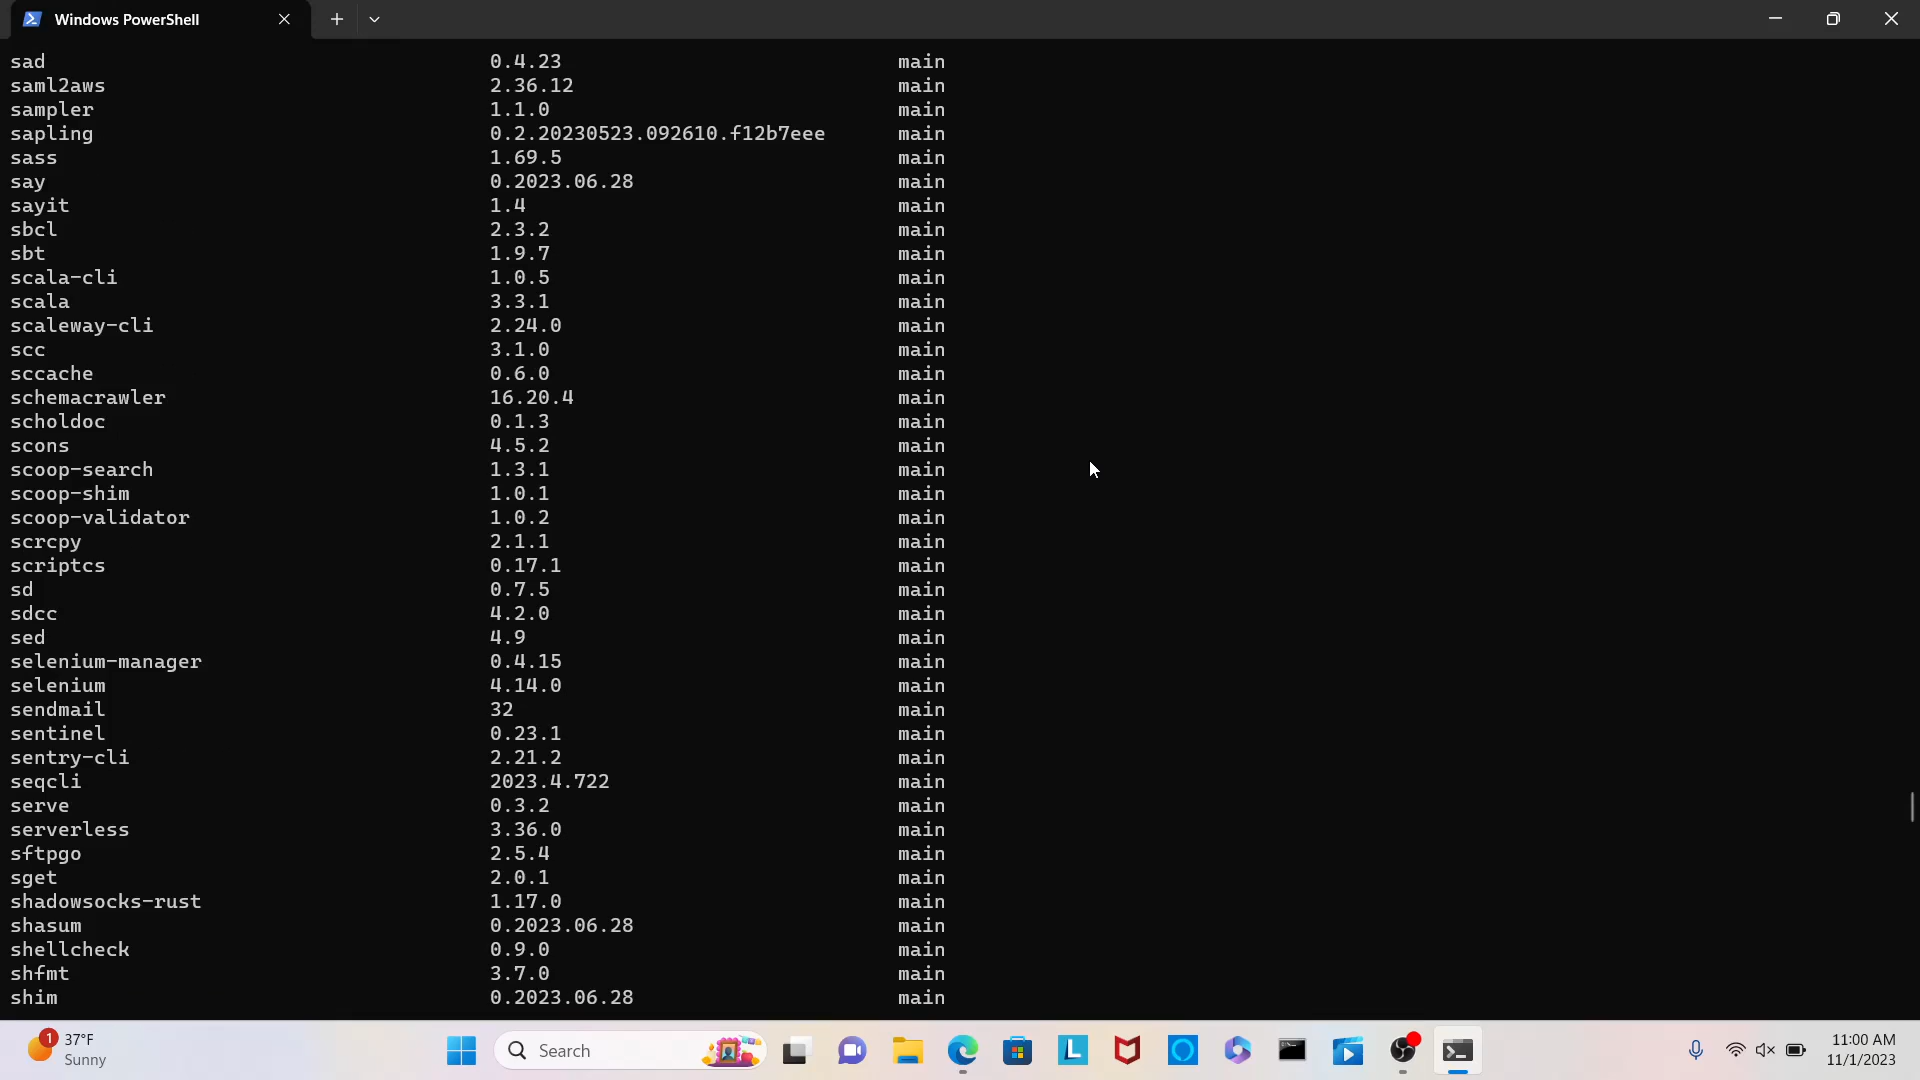 Windows PowerShell
sad 0.4.23 main
saml2aws 2.36.12 main
sampler 1.1.0 main
sapling 0.2.20230523.092610.f12b7eee main
sass 1.69.5 main
say 0.2023.06.28 main
sayit 1.4 main
sbcl 2.3.2 main
sbt 1.9.7 main
scala-cli 1.0.5 main
scala 3.3.1 main
scaleway-cli 2.24.0 main
scc 3.1.0 main
sccache 0.6.0 main
schemacrawler 16.20.4 main
scholdoc 0.1.3 main
scons 4.5.2 main
scoop-search 1.3.1 main
scoop-shim 1.0.1 main
scoop-validator 1.0.2 main
scrcpy 2.1.1 main
scriptcs 0.17.1 main
sd 0.7.5 main
sdcc 4.2.0 main
sed 4.9 main
selenium-manager 0.4.15 main
selenium 4.14.0 main
sendmail 32 main
sentinel 0.23.1 main
sentry-cli 2.21.2 main
seqcli 2023.4.722 main
serve 0.3.2 main
serverless 3.36.0 main
sftpgo 2.5.4 main
sget 2.0.1 main
shadowsocks-rust 1.17.0 main
shasum 0.2023.06.28 main
shellcheck 0.9.0 main
shfmt 3.7.0 main
shim 0.2023.06.28 main
1 37°F
Sunny
Search
L
11:00 AM
11/1/2023